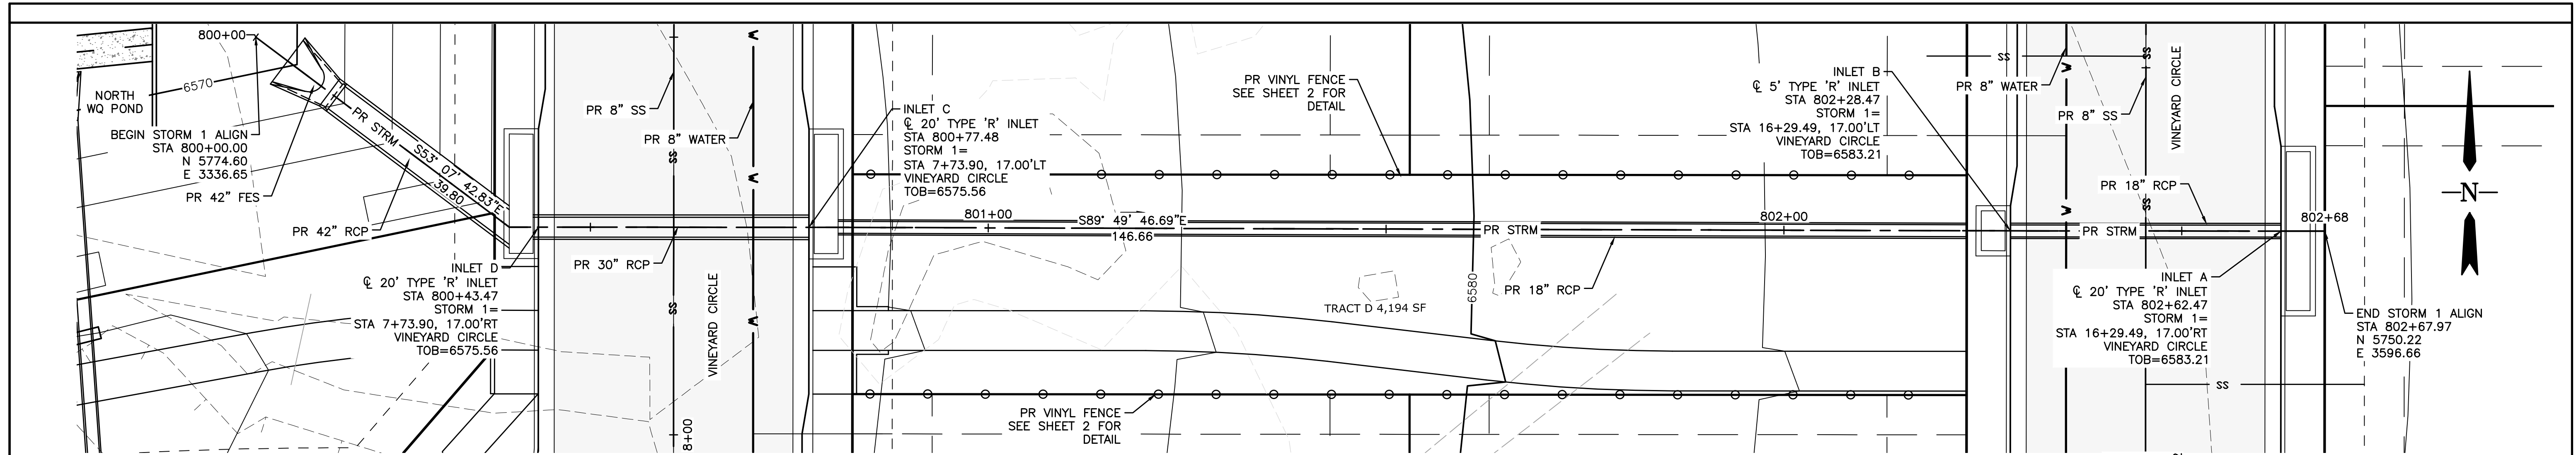 800+00
6570
NORTH
WQ POND
BEGIN STORM 1 ALIGN
STA 800+00.00
N 5774.60
E 3336.65
PR 42" FES
PR STRM
S53° 07' 42.83"E
39.80
PR 42" RCP
INLET D
℄ 20' TYPE 'R' INLET
STA 800+43.47
STORM 1=
STA 7+73.90, 17.00'RT
VINEYARD CIRCLE
TOB=6575.56
PR 8" SS
PR 8" WATER
W
SS
W
PR 30" RCP
SS
W
VINEYARD CIRCLE
8+00
INLET C
℄ 20' TYPE 'R' INLET
STA 800+77.48
STORM 1=
STA 7+73.90, 17.00'LT
VINEYARD CIRCLE
TOB=6575.56
801+00
S89° 49' 46.69"E
146.66
PR VINYL FENCE
SEE SHEET 2 FOR
DETAIL
PR VINYL FENCE
SEE SHEET 2 FOR
DETAIL
TRACT D 4,194 SF
6580
PR STRM
PR 18" RCP
802+00
INLET B
℄ 5' TYPE 'R' INLET
STA 802+28.47
STORM 1=
STA 16+29.49, 17.00'LT
VINEYARD CIRCLE
TOB=6583.21
SS
PR 8" WATER
W
SS
PR 8" SS
VINEYARD CIRCLE
PR 18" RCP
W
SS
PR STRM
802+68
INLET A
℄ 20' TYPE 'R' INLET
STA 802+62.47
STORM 1=
STA 16+29.49, 17.00'RT
VINEYARD CIRCLE
TOB=6583.21
SS
END STORM 1 ALIGN
STA 802+67.97
N 5750.22
E 3596.66
N